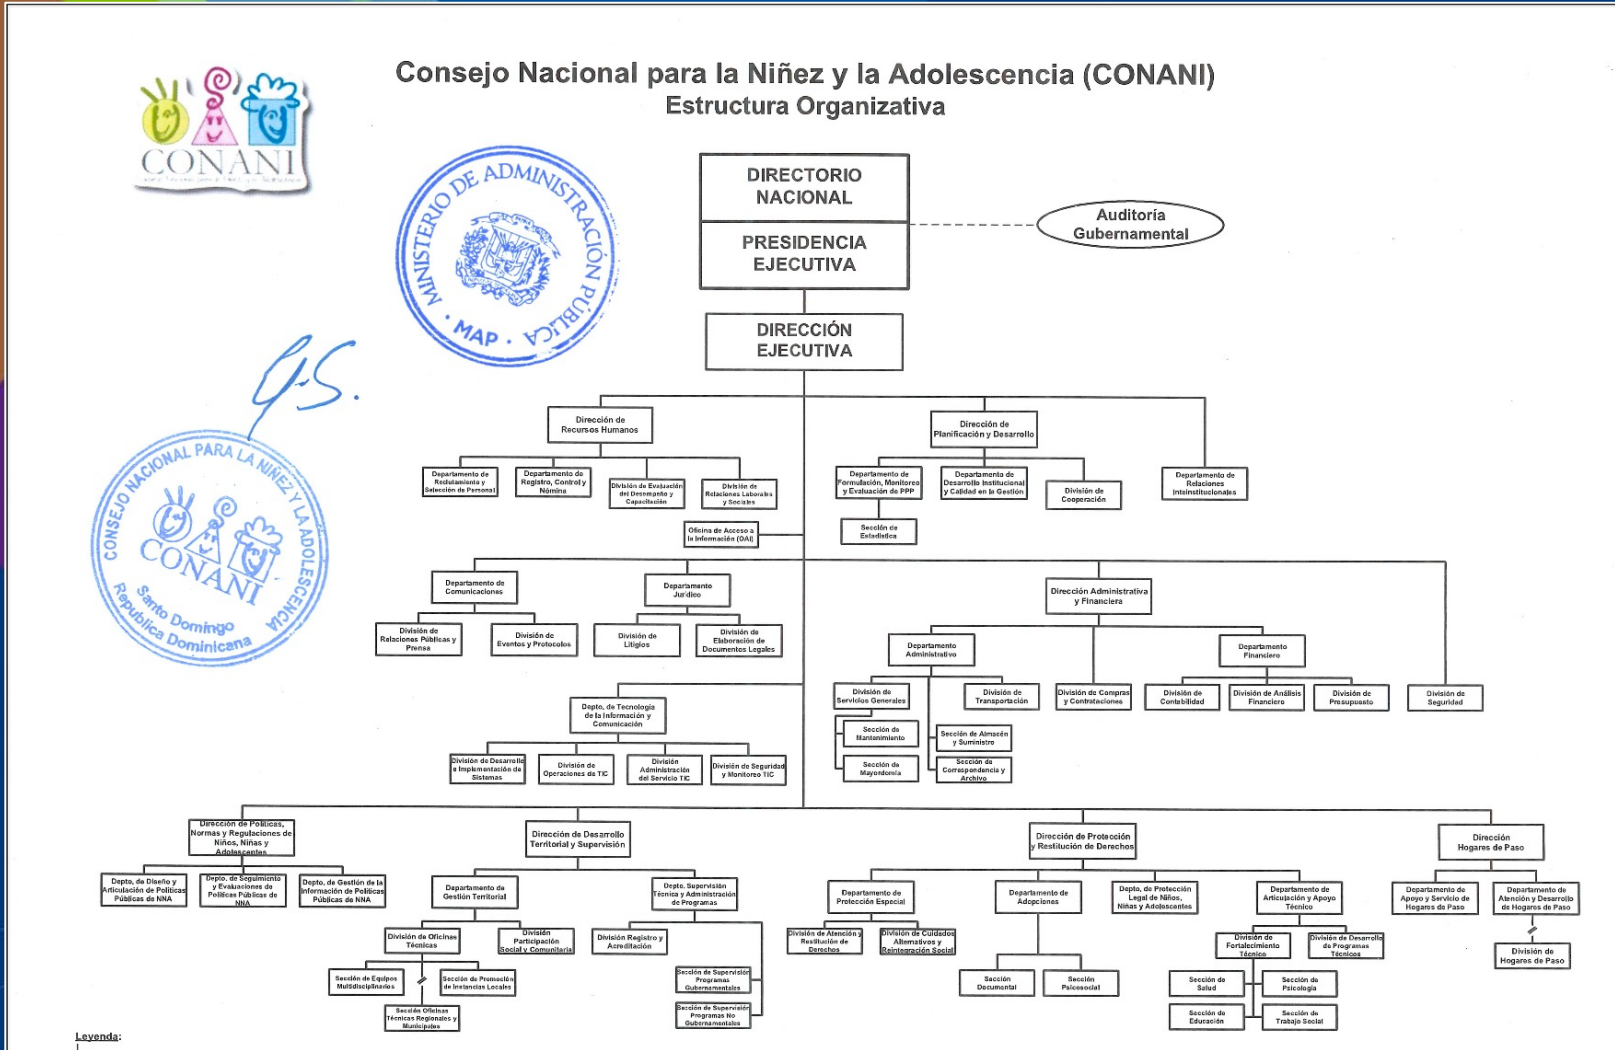 Consejo Nacional para la Niñez y la Adolescencia (CONANI)
Estructura Organizativa
CONANI
MINISTERIO DE ADMINISTRACIÓN PÚBLICA
· MAP ·
DIRECTORIO
NACIONAL
PRESIDENCIA
EJECUTIVA
Auditoría
Gubernamental
DIRECCIÓN
EJECUTIVA
CONSEJO NACIONAL PARA LA NIÑEZ Y LA ADOLESCENCIA
CONANI
Santo Domingo
República Dominicana
Dirección de
Recursos Humanos
Dirección de
Planificación y Desarrollo
Departamento de
Reclutamiento y
Selección de Personal
Departamento de
Registro, Control y
Nómina
División de Evaluación
del Desempeño y
Capacitación
División de
Relaciones Laborales
y Sociales
Departamento de
Formulación, Monitoreo
y Evaluación de PPP
Departamento de
Desarrollo Institucional
y Calidad en la Gestión
División de
Cooperación
Departamento de
Relaciones
Interinstitucionales
Sección de
Estadística
Oficina de Acceso a
la Información (OAI)
Departamento de
Comunicaciones
Departamento
Jurídico
Dirección Administrativa
y Financiera
División de
Relaciones Públicas y
Prensa
División de
Eventos y Protocolos
División de
Litigios
División de
Elaboración de
Documentos Legales
Departamento
Administrativo
Departamento
Financiero
División de
Servicios Generales
División de
Transportación
División de Compras
y Contrataciones
División de
Contabilidad
División de Análisis
Financiero
División de
Presupuesto
División de
Seguridad
Depto. de Tecnología
de la Información y
Comunicación
Sección de
Mantenimiento
Sección de Almacén
y Suministro
Sección de
Mayordomía
Sección de
Correspondencia y
Archivo
División de Desarrollo
e Implementación de
Sistemas
División de
Operaciones de TIC
División
Administración
del Servicio TIC
División de Seguridad
y Monitoreo TIC
Dirección de Políticas,
Normas y Regulaciones de
Niños, Niñas y
Adolescentes
Dirección de Desarrollo
Territorial y Supervisión
Dirección de Protección
y Restitución de Derechos
Dirección
Hogares de Paso
Depto. de Diseño y
Articulación de Políticas
Públicas de NNA
Depto. de Seguimiento
y Evaluaciones de
Políticas Públicas de
NNA
Depto. de Gestión de la
Información de Políticas
Públicas de NNA
Departamento de
Gestión Territorial
Depto. Supervisión
Técnica y Administración
de Programas
Departamento de
Protección Especial
Departamento de
Adopciones
Depto. de Protección
Legal de Niños,
Niñas y Adolescentes
Departamento de
Articulación y Apoyo
Técnico
Departamento de
Apoyo y Servicio de
Hogares de Paso
Departamento de
Atención y Desarrollo
de Hogares de Paso
División de Oficinas
Técnicas
División
Participación
Social y Comunitaria
División Registro y
Acreditación
División de Atención y
Restitución de
Derechos
División de Cuidados
Alternativos y
Reintegración Social
División de
Fortalecimiento
Técnico
División de Desarrollo
de Programas
Técnicos
División de
Hogares de Paso
Sección de Equipos
Multidisciplinarios
Sección de Promoción
de Instancias Locales
Sección Oficinas
Técnicas Regionales y
Municipales
Sección de Supervisión
Programas
Gubernamentales
Sección de Supervisión
Programas No
Gubernamentales
Sección
Documental
Sección
Psicosocial
Sección de
Salud
Sección de
Psicología
Sección de
Educación
Sección de
Trabajo Social
Leyenda: